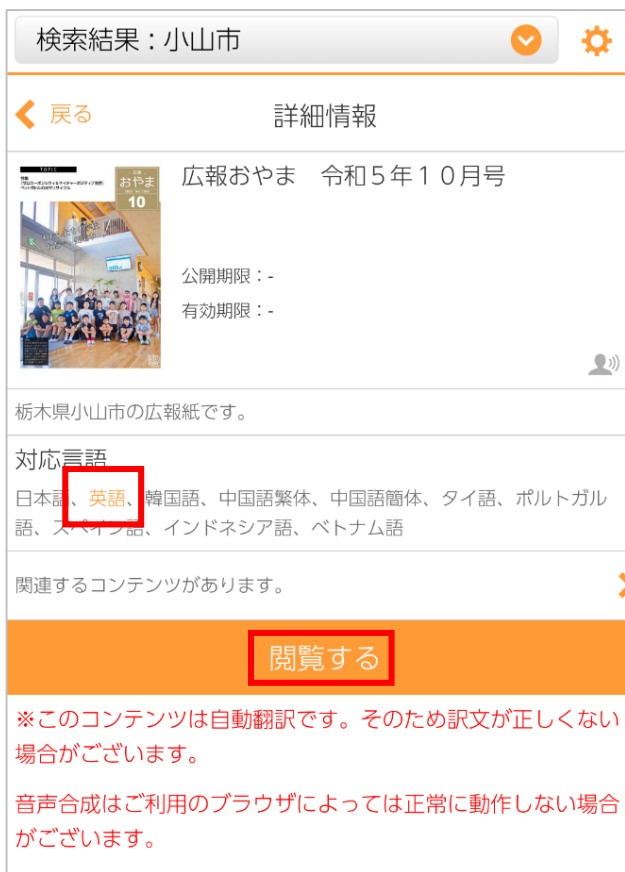 検索結果：小山市
戻る
詳細情報
TOPIC
おやま
10
広報おやま　令和５年１０月号
公開期限：-
有効期限：-
栃木県小山市の広報紙です。
対応言語
日本語、英語、韓国語、中国語繁体、中国語簡体、タイ語、ポルトガル
語、スペイン語、インドネシア語、ベトナム語
関連するコンテンツがあります。
閲覧する
※このコンテンツは自動翻訳です。そのため訳文が正しくない
場合がございます。
音声合成はご利用のブラウザによっては正常に動作しない場合
がございます。